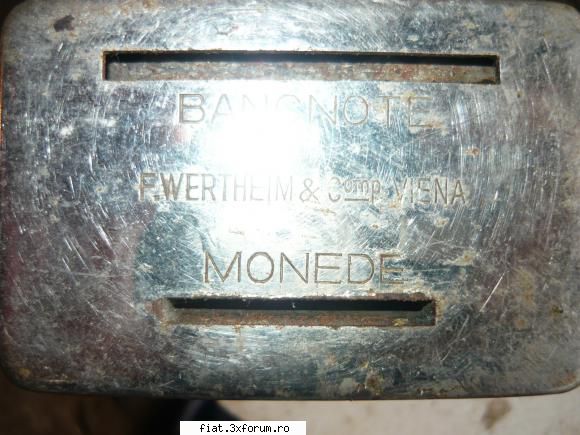 BANCNOTE
F. WERTHEIM & Comp. VIENA
MONEDE
fiat.3xforum.ro